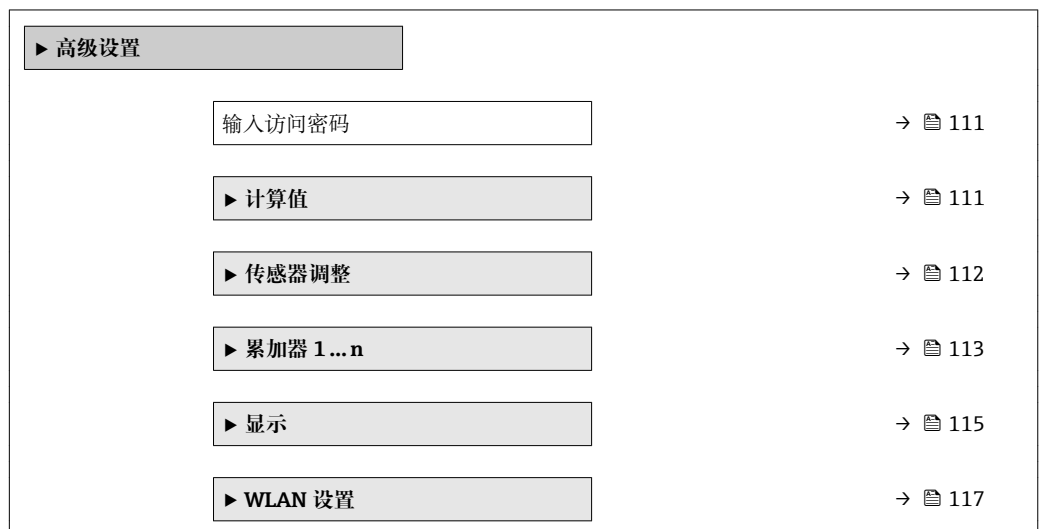 ▶ 高级设置
输入访问密码 → 🖹 111
▶ 计算值 → 🖹 111
▶ 传感器调整 → 🖹 112
▶ 累加器 1…n → 🖹 113
▶ 显示 → 🖹 115
▶ WLAN 设置 → 🖹 117